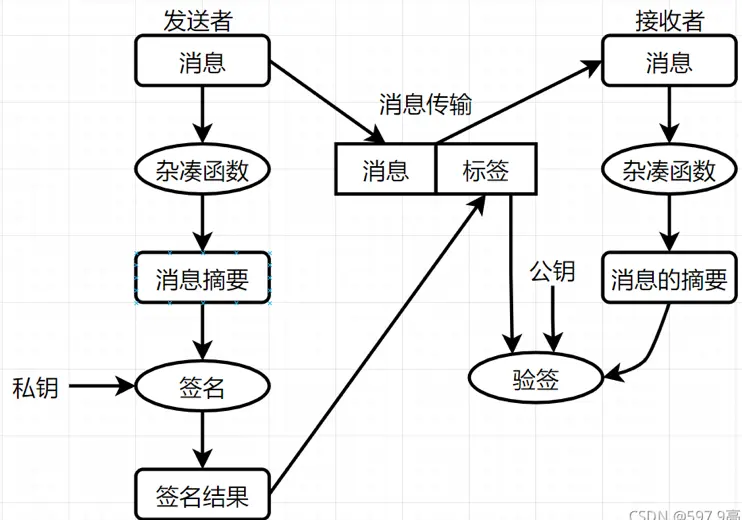 发送者
接收者
消息
消息
消息传输
杂凑函数
消息
标签
杂凑函数
公钥
消息摘要
消息的摘要
私钥
签名
验签
签名结果
CSDN @597.9高